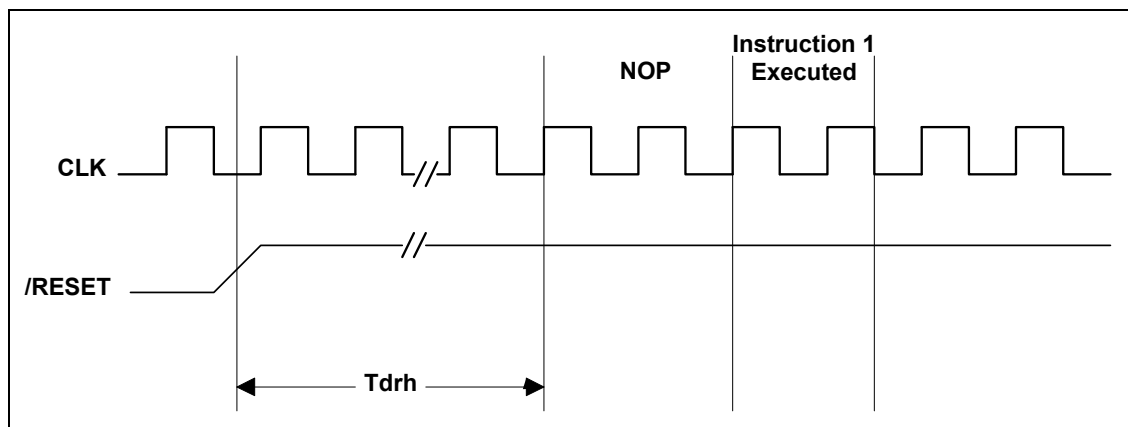 Instruction 1
Executed
NOP
CLK
/RESET
Tdrh